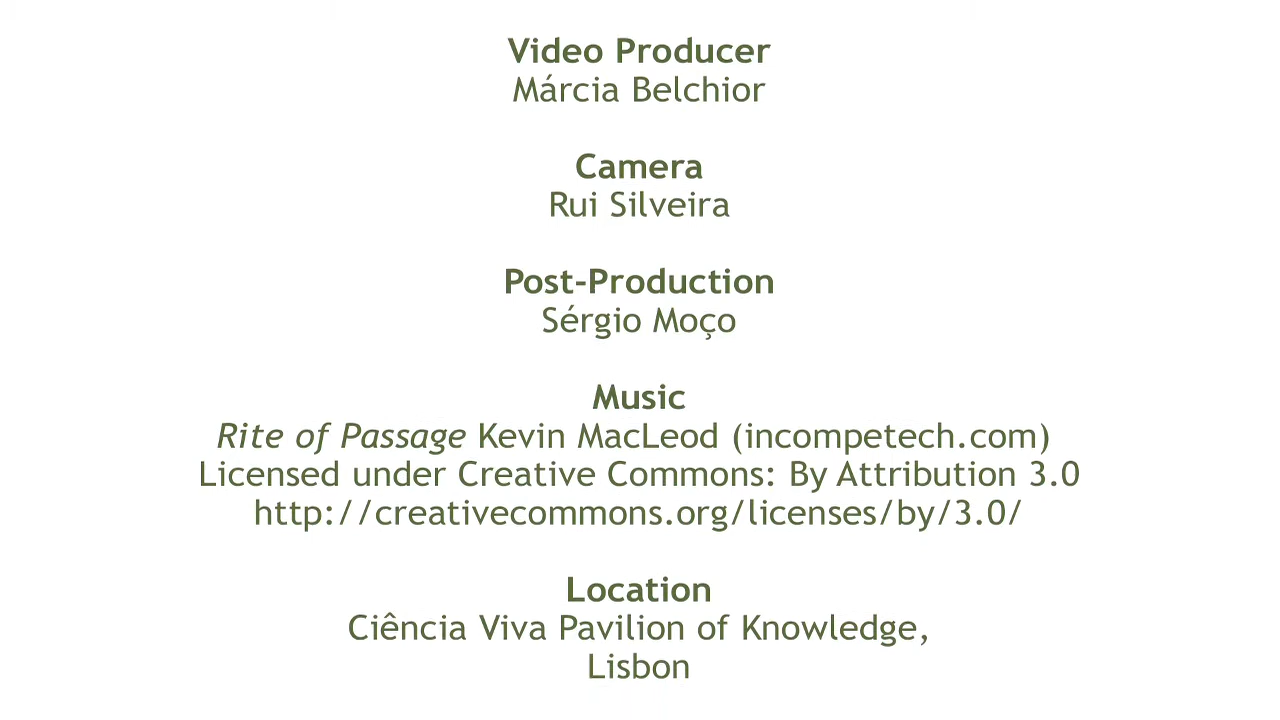 Video Producer
Márcia Belchior
Camera
Rui Silveira
Post-Production
Sérgio Moço
Music
Rite of Passage Kevin MacLeod (incompetech.com)
Licensed under Creative Commons: By Attribution 3.0
http://creativecommons.org/licenses/by/3.0/
Location
Ciência Viva Pavilion of Knowledge,
Lisbon